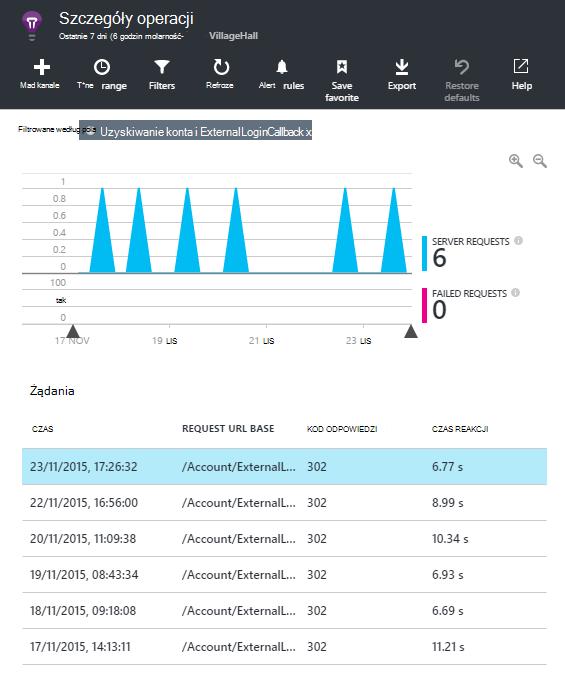 Szczegóły operacji
Ostatnie 7 dni (6 godzin molarność- VillageHall
Mad kanale T*ne range Filters Refroze Alert rules Save favorite Export Restore defaults Help
Filtrowane według pola Uzyskiwanie konta i ExternalLoginCallback x
1
0.8
0.6
0.4
0.2
0
100
tak
0
17 NOV 19 LIS 21 LIS 23 LIS
SERVER REQUESTS
6
FAILED REQUESTS
0
Żądania
CZAS REQUEST URL BASE KOD ODPOWIEDZI CZAS REAKCJI
23/11/2015, 17:26:32 /Account/ExternalL... 302 6.77 s
22/11/2015, 16:56:00 /Account/ExternalL... 302 8.99 s
20/11/2015, 11:09:38 /Account/ExternalL... 302 10.34 s
19/11/2015, 08:43:34 /Account/ExternalL... 302 6.93 s
18/11/2015, 09:18:08 /Account/ExternalL... 302 6.69 s
17/11/2015, 14:13:11 /Account/ExternalL... 302 11.21 s